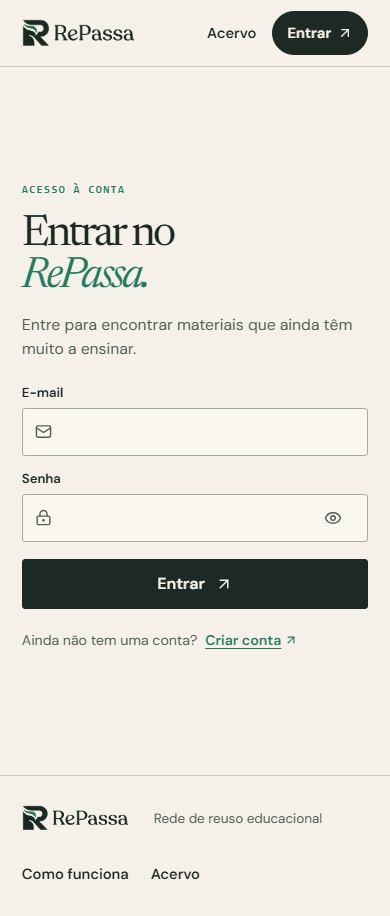 RePassa
Acervo
Entrar
ACESSO À CONTA
Entrar no
RePassa.
Entre para encontrar materiais que ainda têm
muito a ensinar.
E-mail
Senha
Entrar
Ainda não tem uma conta? Criar conta
RePassa
Rede de reuso educacional
Como funciona
Acervo